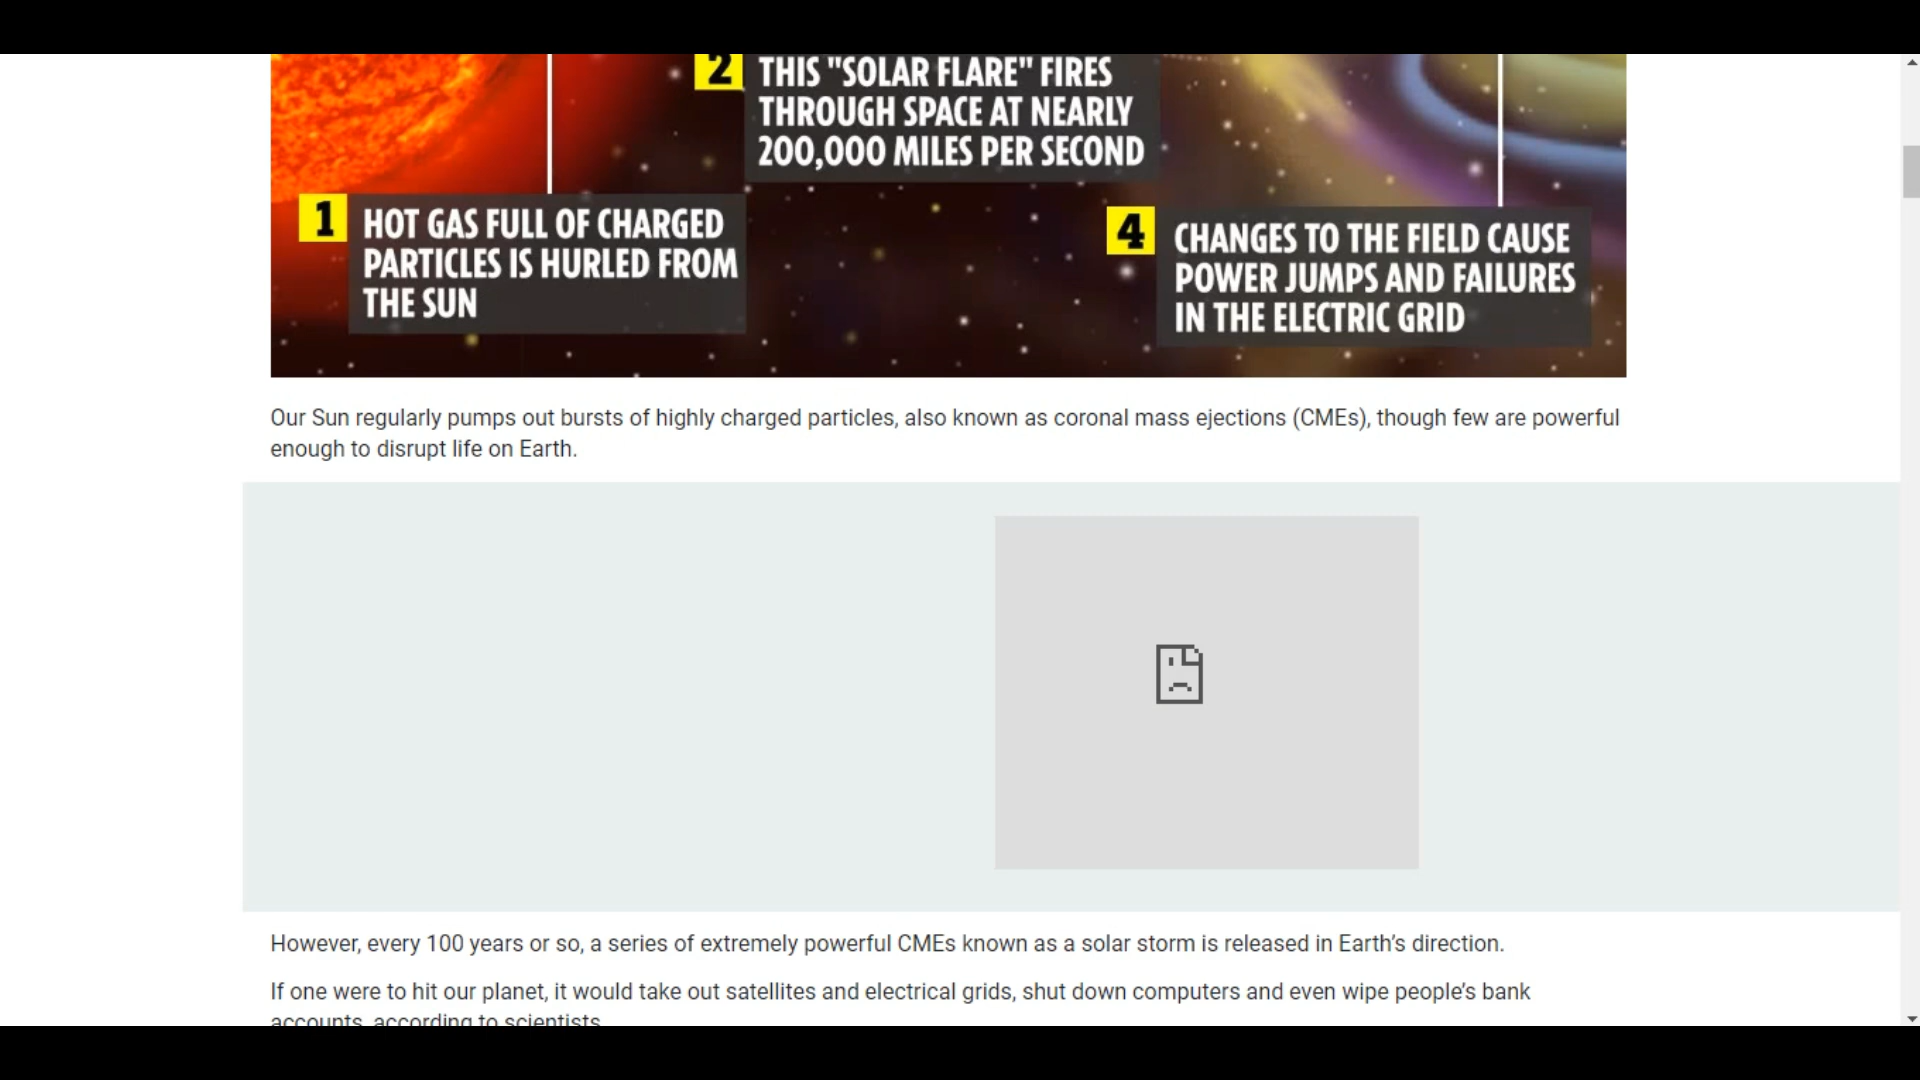 2 THIS "SOLAR FLARE" FIRES
THROUGH SPACE AT NEARLY
200,000 MILES PER SECOND
1 HOT GAS FULL OF CHARGED
PARTICLES IS HURLED FROM
THE SUN
4 CHANGES TO THE FIELD CAUSE
POWER JUMPS AND FAILURES
IN THE ELECTRIC GRID
Our Sun regularly pumps out bursts of highly charged particles, also known as coronal mass ejections (CMEs), though few are powerful
enough to disrupt life on Earth.
However, every 100 years or so, a series of extremely powerful CMEs known as a solar storm is released in Earth’s direction.
If one were to hit our planet, it would take out satellites and electrical grids, shut down computers and even wipe people’s bank
accounts, according to scientists